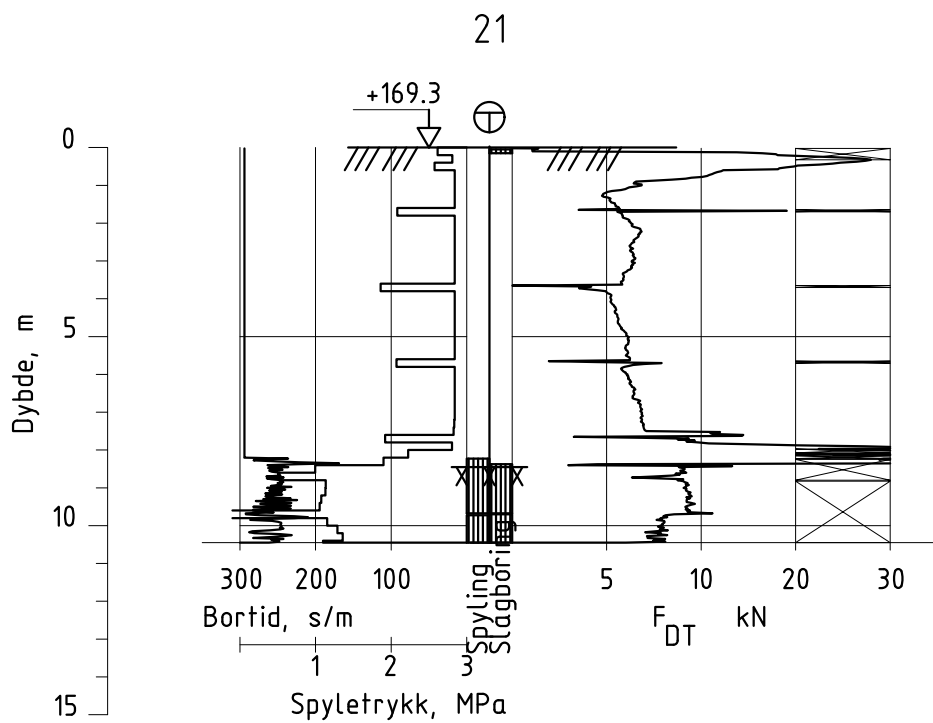 21
+169.3
0
5
10
15
Dybde, m
300 200 100
Bortid, s/m
1 2 3
Spyletrykk, MPa
Spyling
Slagboring
5 10 20 30
FDT kN